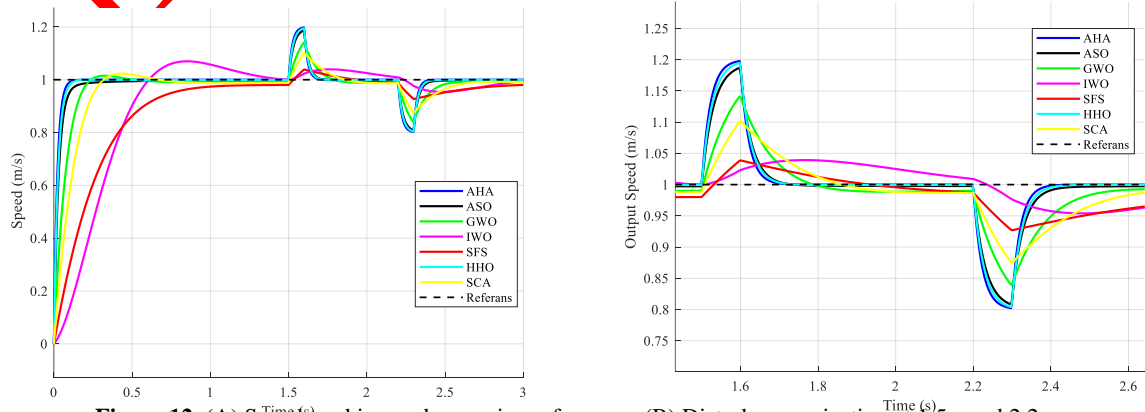 1.2
1
0.8
0.6
0.4
0.2
0
Speed (m/s)
0 0.5 1 1.5 2 2.5 3
AHA
ASO
GWO
IWO
SFS
HHO
SCA
Referans
1.25
1.2
1.15
1.1
1.05
1
0.95
0.9
0.85
0.8
0.75
Output Speed (m/s)
1.6 1.8 2 2.2 2.4 2.6
Time (s)
AHA
ASO
GWO
IWO
SFS
HHO
SCA
Referans
Time (s)
(A) (B)